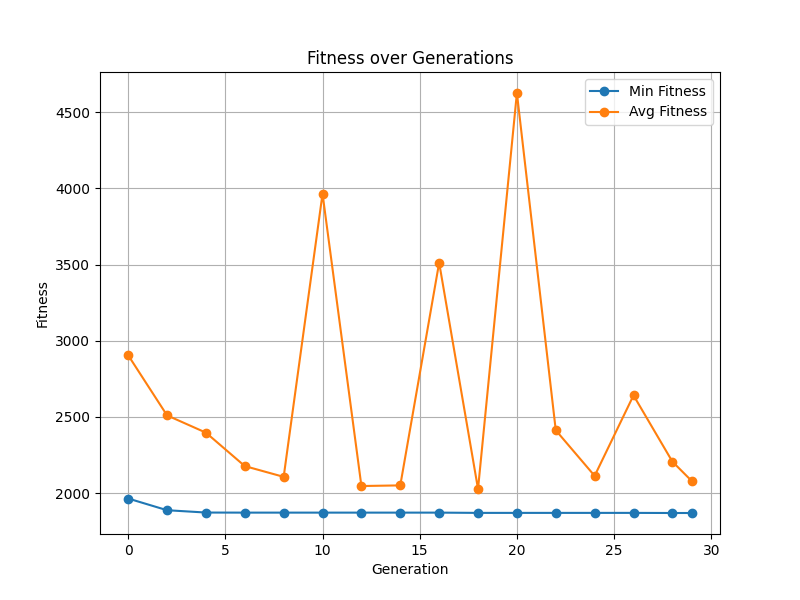 Fitness over Generations
Min Fitness
Avg Fitness
4500
4000
3500
3000
2500
2000
Fitness
0 5 10 15 20 25 30
Generation